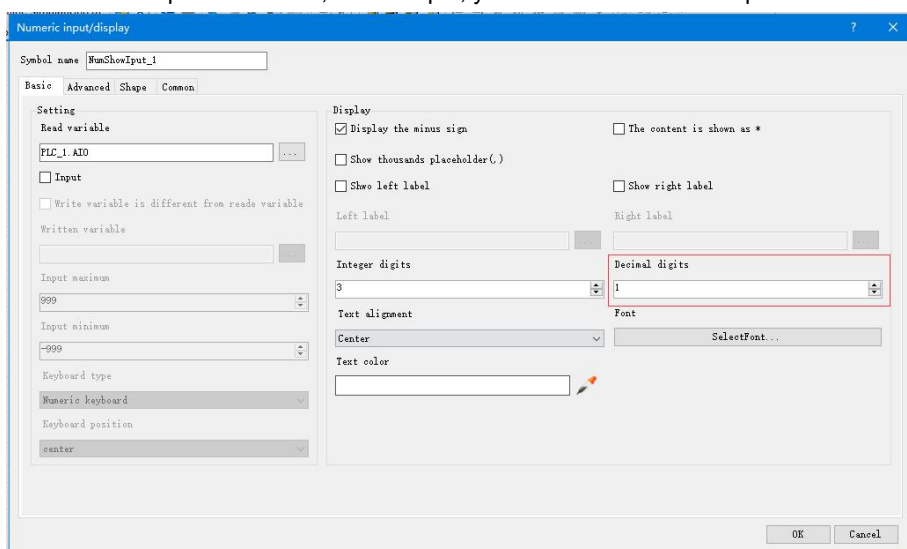 Numeric input/display
Symbol name NumShowIput_1
Basic Advanced Shape Common
Setting
Read variable
PLC_1.AI0 ...
Input
Write variable is different from reade variable
Written variable
...
Input maximum
999
Input minimum
-999
Keyboard type
Numeric keyboard
Keyboard position
center
Display
Display the minus sign
The content is shown as *
Show thousands placeholder(,)
Shwo left label
Show right label
Left label
Right label
...
...
Integer digits
Decimal digits
3
1
Text alignment
Font
Center
SelectFont...
Text color
OK Cancel